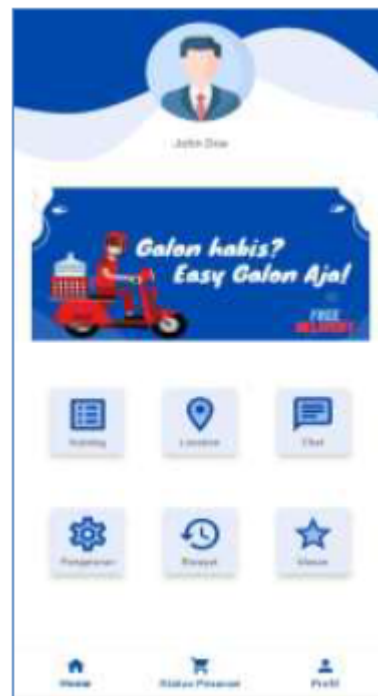 John Doe
Galon habis?
Easy Galon Aja!
FREE
DELIVERY
Katalog
Location
Chat
Pengaturan
Riwayat
Ulasan
Home
Status Pesanan
Profil